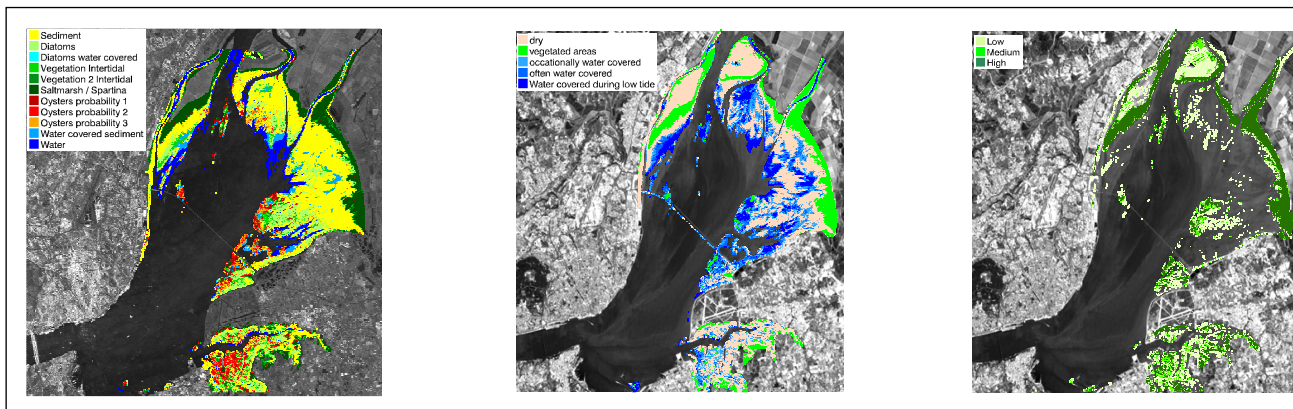 Sediment
Diatoms
Diatoms water covered
Vegetation Intertidal
Vegetation 2 Intertidal
Saltmarsh / Spartina
Oysters probability 1
Oysters probability 2
Oysters probability 3
Water covered sediment
Water
dry
vegetated areas
occationally water covered
often water covered
Water covered during low tide
Low
Medium
High